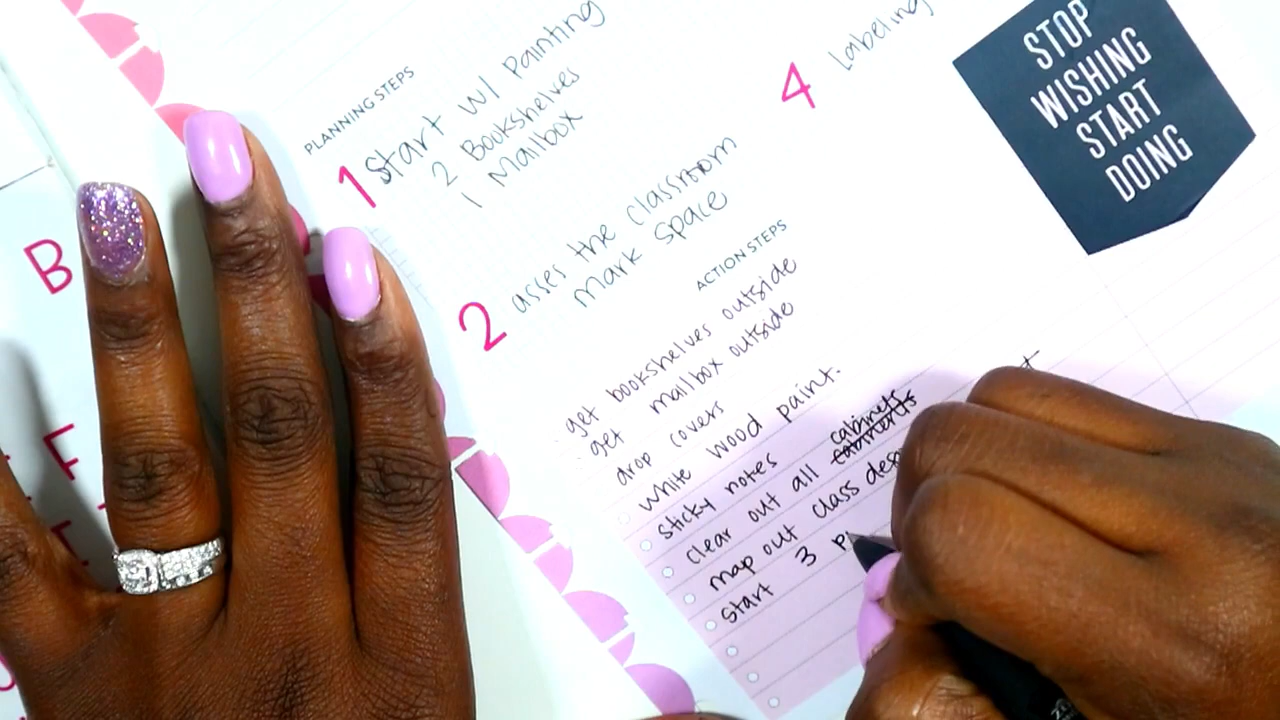 PLANNING STEPS
1 Start w/ Painting
2 Bookshelves
1 Mailbox
2 asses the classroom
mark space
4 Labeling
STOP
WISHING
START
DOING
ACTION STEPS
get bookshelves outside
get mailbox outside
drop covers
white wood paint.
sticky notes
cabinets
clear out all
map out class
start 3
B
F